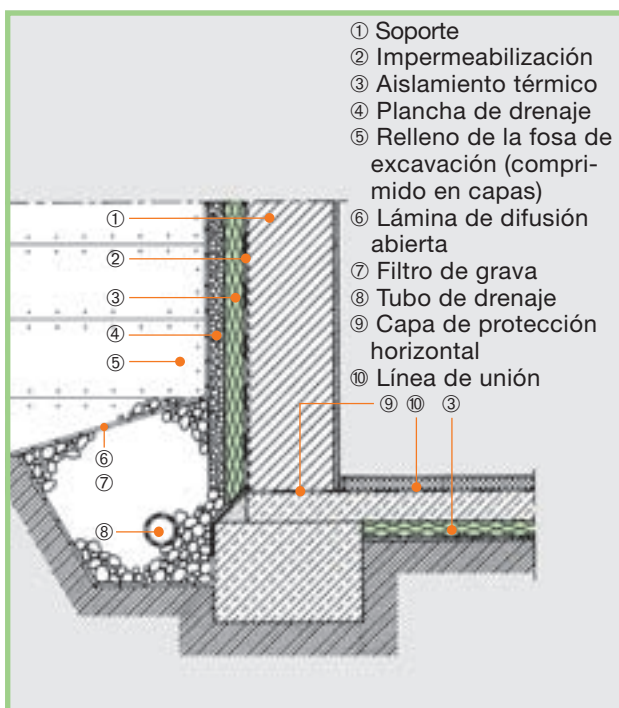 ① Soporte
② Impermeabilización
③ Aislamiento térmico
④ Plancha de drenaje
⑤ Relleno de la fosa de
excavación (compri-
mido en capas)
⑥ Lámina de difusión
abierta
⑦ Filtro de grava
⑧ Tubo de drenaje
⑨ Capa de protección
horizontal
⑩ Línea de unión
①
②
③
④
⑤
⑥
⑦
⑧
⑨ ⑩ ③